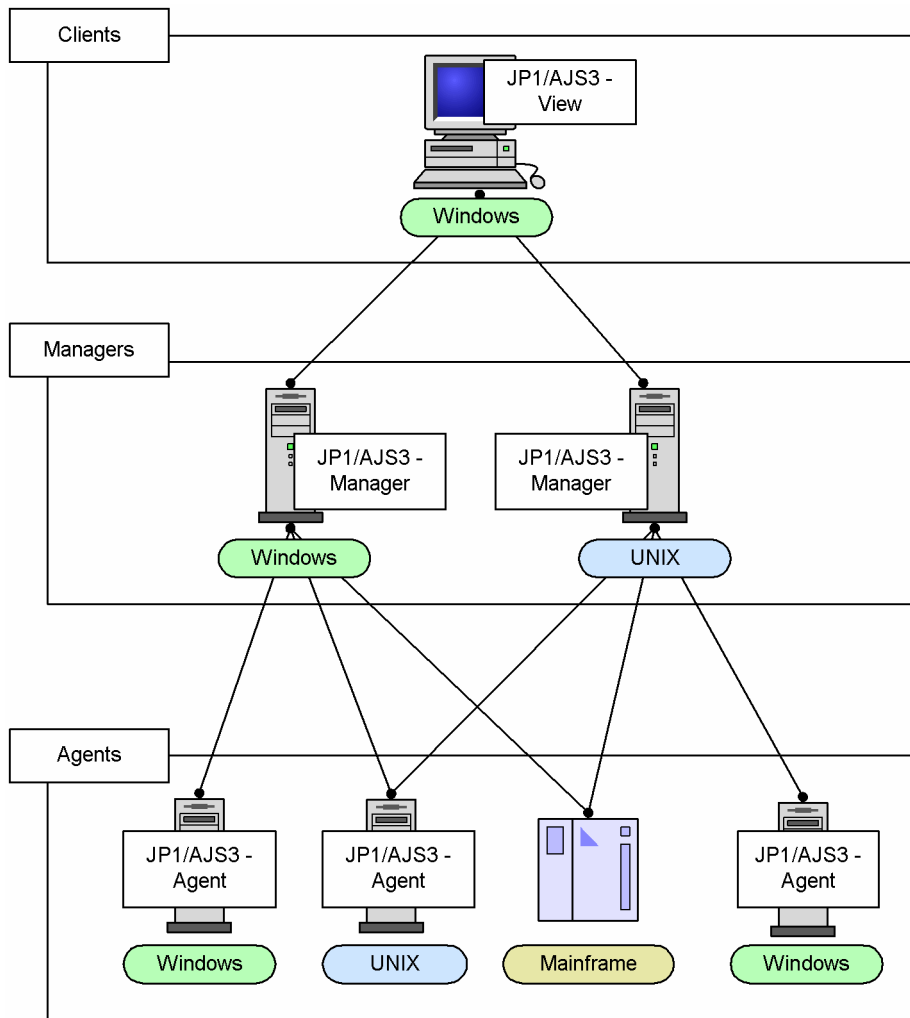 Clients
JP1/AJS3 -
View
Windows
Managers
JP1/AJS3 -
Manager
JP1/AJS3 -
Manager
Windows
UNIX
Agents
JP1/AJS3 -
Agent
JP1/AJS3 -
Agent
JP1/AJS3 -
Agent
Windows
UNIX
Mainframe
Windows